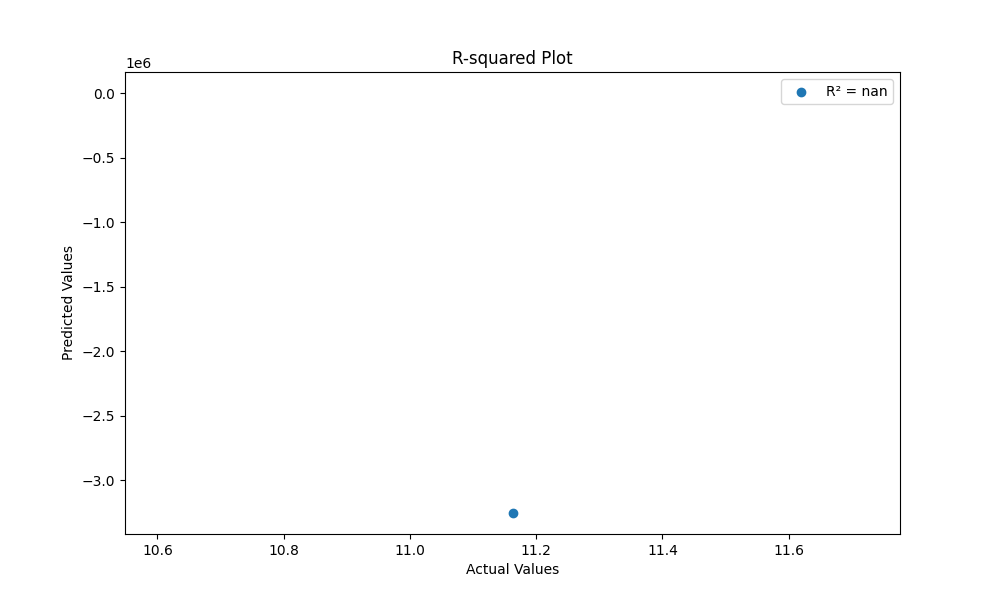 R-squared Plot
1e6
R² = nan
0.0
−0.5
−1.0
−1.5
−2.0
−2.5
−3.0
Predicted Values
10.6 10.8 11.0 11.2 11.4 11.6
Actual Values